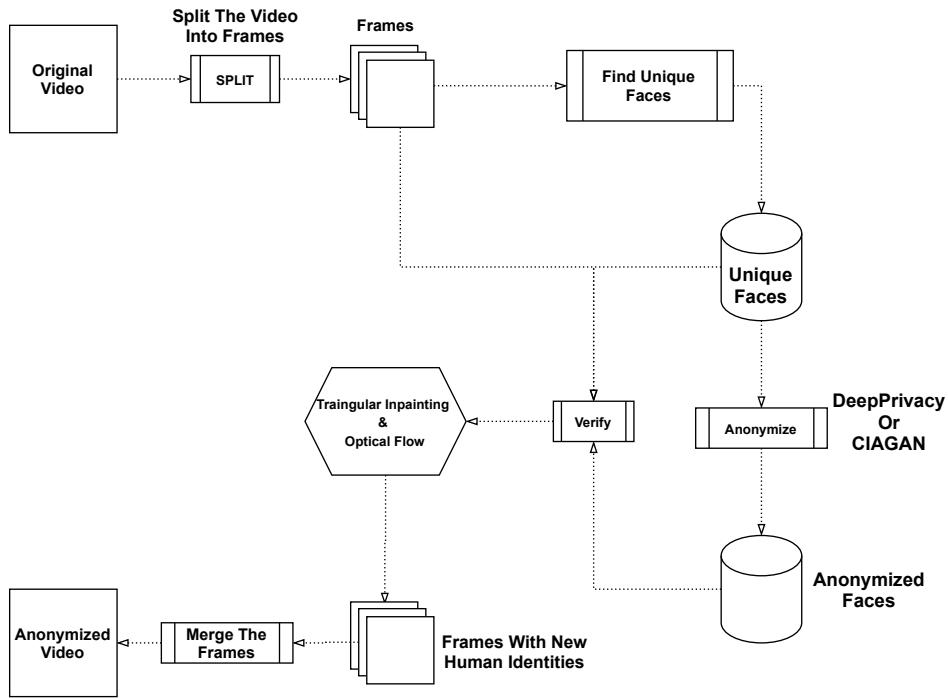 Split The Video
Into Frames
Frames
Original
Video
SPLIT
Find Unique
Faces
Unique
Faces
Traingular Inpainting
&
Optical Flow
Verify
Anonymize
DeepPrivacy
Or
CIAGAN
Anonymized
Faces
Anonymized
Video
Merge The
Frames
Frames With New
Human Identities